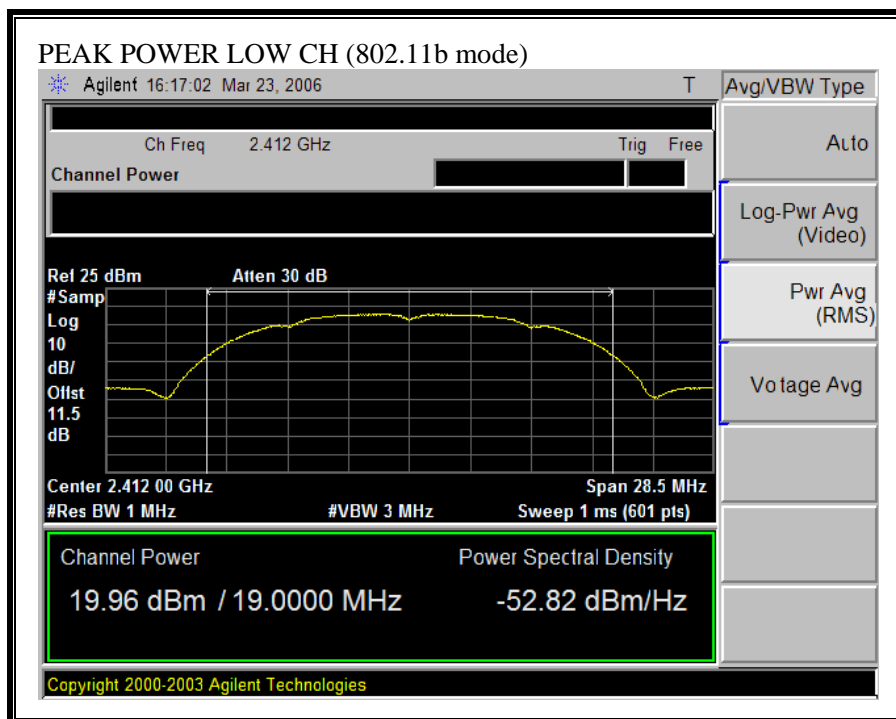 PEAK POWER LOW CH (802.11b mode)
Agilent 16:17:02 Mar 23, 2006 T
Avg/VBW Type
Ch Freq 2.412 GHz Trig Free
Channel Power
Auto
Log-Pwr Avg
(Video)
Pwr Avg
(RMS)
Voltage Avg
Ref 25 dBm Atten 30 dB
#Samp
Log
10
dB/
Offst
11.5
dB
Center 2.412 00 GHz Span 28.5 MHz
#Res BW 1 MHz #VBW 3 MHz Sweep 1 ms (601 pts)
Channel Power Power Spectral Density
19.96 dBm / 19.0000 MHz -52.82 dBm/Hz
Copyright 2000-2003 Agilent Technologies